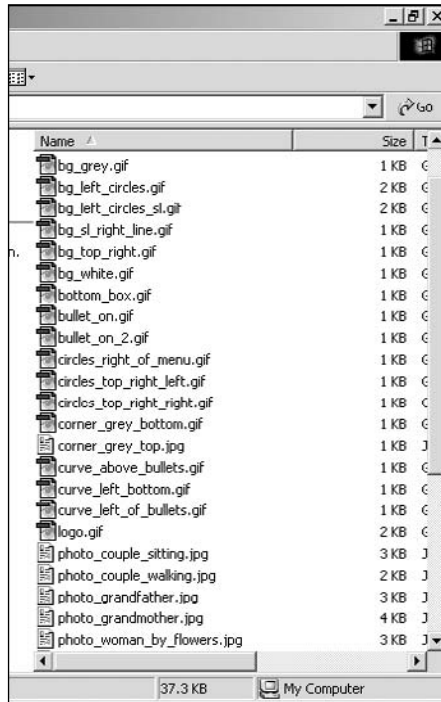 Go
Name Size T
bg_grey.gif 1 KB G
bg_left_circles.gif 2 KB G
n. bg_left_circles_sl.gif 2 KB G
bg_sl_right_line.gif 1 KB G
bg_top_right.gif 1 KB G
bg_white.gif 1 KB G
bottom_box.gif 1 KB G
bullet_on.gif 1 KB G
bullet_on_2.gif 1 KB G
circles_right_of_menu.gif 1 KB G
circles_top_right_left.gif 1 KB G
circles_top_right_right.gif 1 KB G
corner_grey_bottom.gif 1 KB G
corner_grey_top.jpg 1 KB J
curve_above_bullets.gif 1 KB G
curve_left_bottom.gif 1 KB G
curve_left_of_bullets.gif 1 KB G
logo.gif 2 KB G
photo_couple_sitting.jpg 3 KB J
photo_couple_walking.jpg 2 KB J
photo_grandfather.jpg 3 KB J
photo_grandmother.jpg 4 KB J
photo_woman_by_flowers.jpg 3 KB J
37.3 KB My Computer